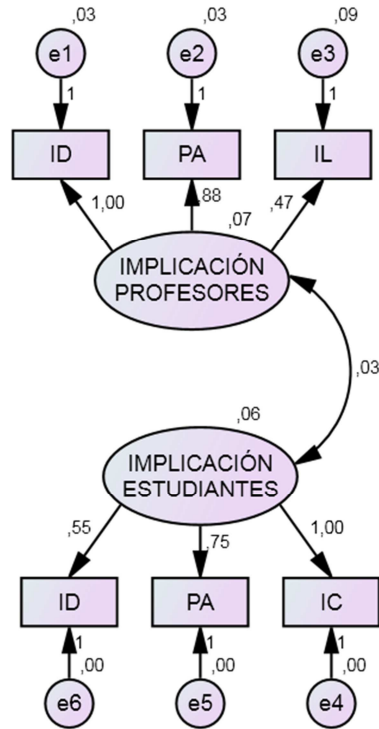 ,03 ,03 ,09
e1 e2 e3
1 1 1
ID PA IL
1,00 ,88 ,47
,07
IMPLICACIÓN
PROFESORES
,03
,06
IMPLICACIÓN
ESTUDIANTES
,55 ,75 1,00
ID PA IC
1 1 1
,00 ,00 ,00
e6 e5 e4